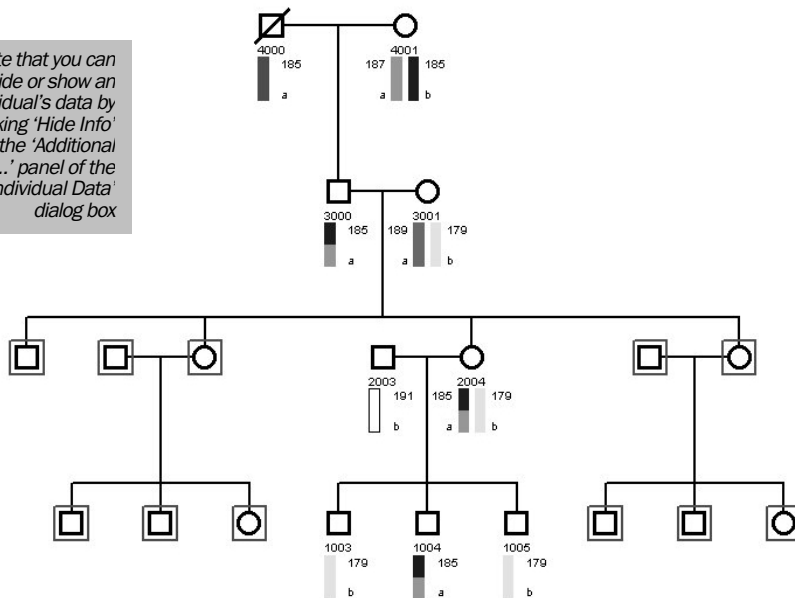 te that you can
ide or show an
idual's data by
king 'Hide Info'
the 'Additional
...' panel of the
ndividual Data'
dialog box
4000
185
a
4001
187 185
a b
3000
185
a
3001
189 179
a b
2003
191
b
2004
185 179
a b
1003
179
b
1004
185
a
1005
179
b